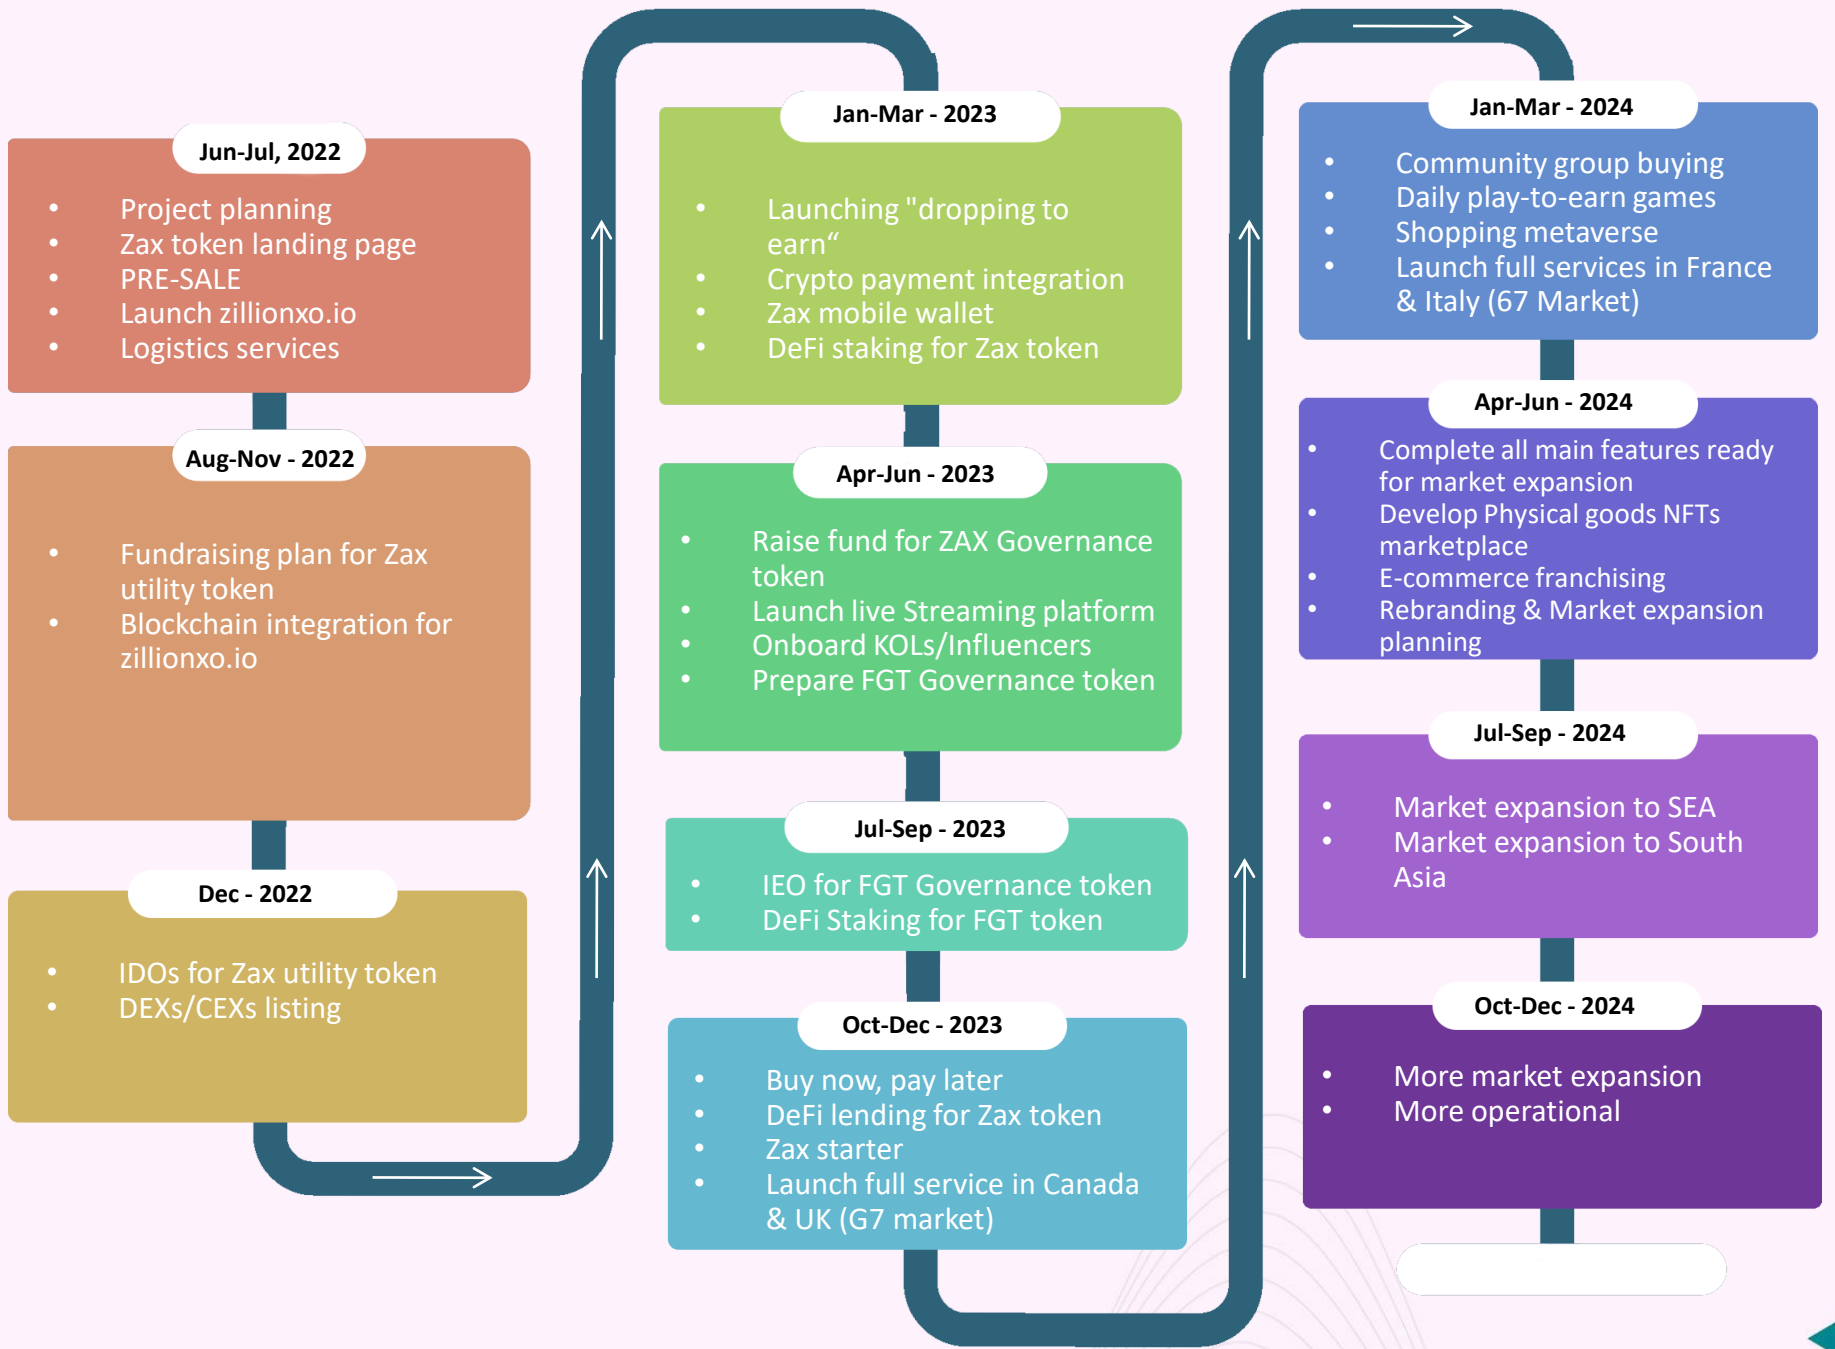 Jun-Jul, 2022
• Project planning
• Zax token landing page
• PRE-SALE
• Launch zillionxo.io
• Logistics services
Aug-Nov - 2022
• Fundraising plan for Zax
utility token
• Blockchain integration for
zillionxo.io
Dec - 2022
• IDOs for Zax utility token
• DEXs/CEXs listing
Jan-Mar - 2023
• Launching "dropping to
earn“
• Crypto payment integration
• Zax mobile wallet
• DeFi staking for Zax token
Apr-Jun - 2023
• Raise fund for ZAX Governance
token
• Launch live Streaming platform
• Onboard KOLs/Influencers
• Prepare FGT Governance token
Jul-Sep - 2023
• IEO for FGT Governance token
• DeFi Staking for FGT token
Oct-Dec - 2023
• Buy now, pay later
• DeFi lending for Zax token
• Zax starter
• Launch full service in Canada
& UK (G7 market)
Jan-Mar - 2024
• Community group buying
• Daily play-to-earn games
• Shopping metaverse
• Launch full services in France
& Italy (67 Market)
Apr-Jun - 2024
• Complete all main features ready
for market expansion
• Develop Physical goods NFTs
marketplace
• E-commerce franchising
• Rebranding & Market expansion
planning
Jul-Sep - 2024
• Market expansion to SEA
• Market expansion to South
Asia
Oct-Dec - 2024
• More market expansion
• More operational